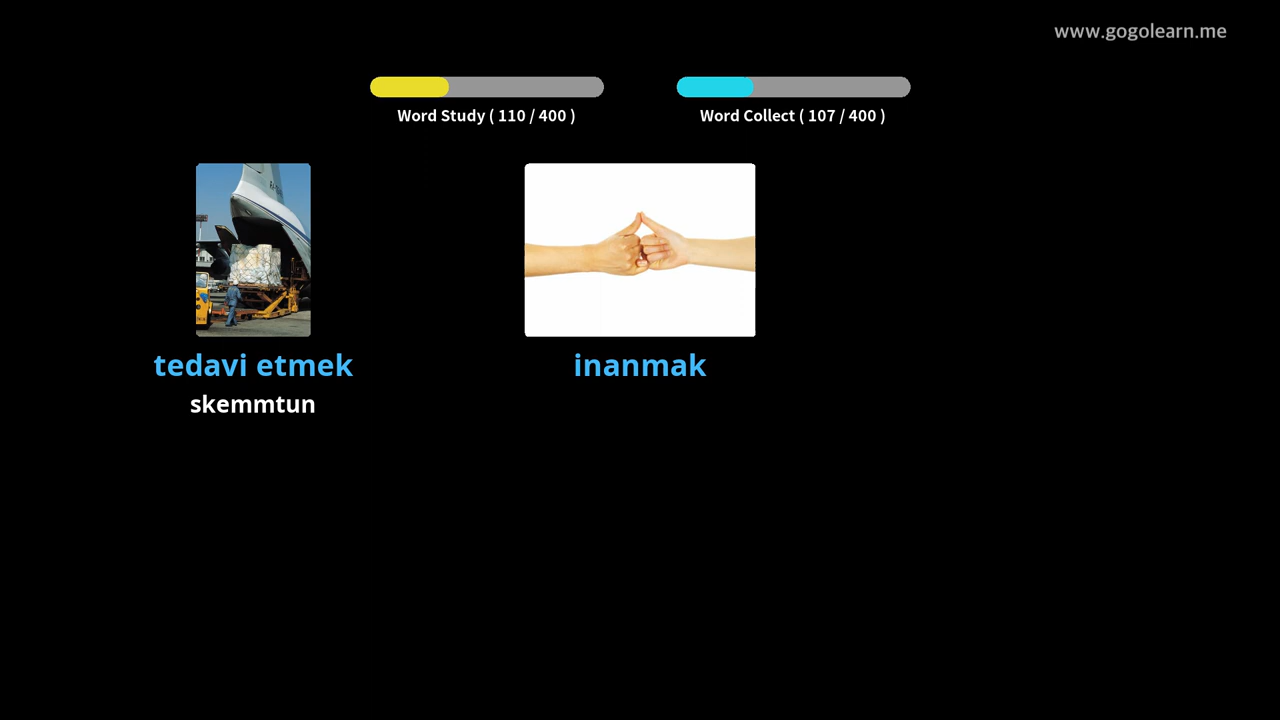 www.gogolearn.me
Word Study ( 110 / 400 )
Word Collect ( 107 / 400 )
tedavi etmek
skemmtun
inanmak